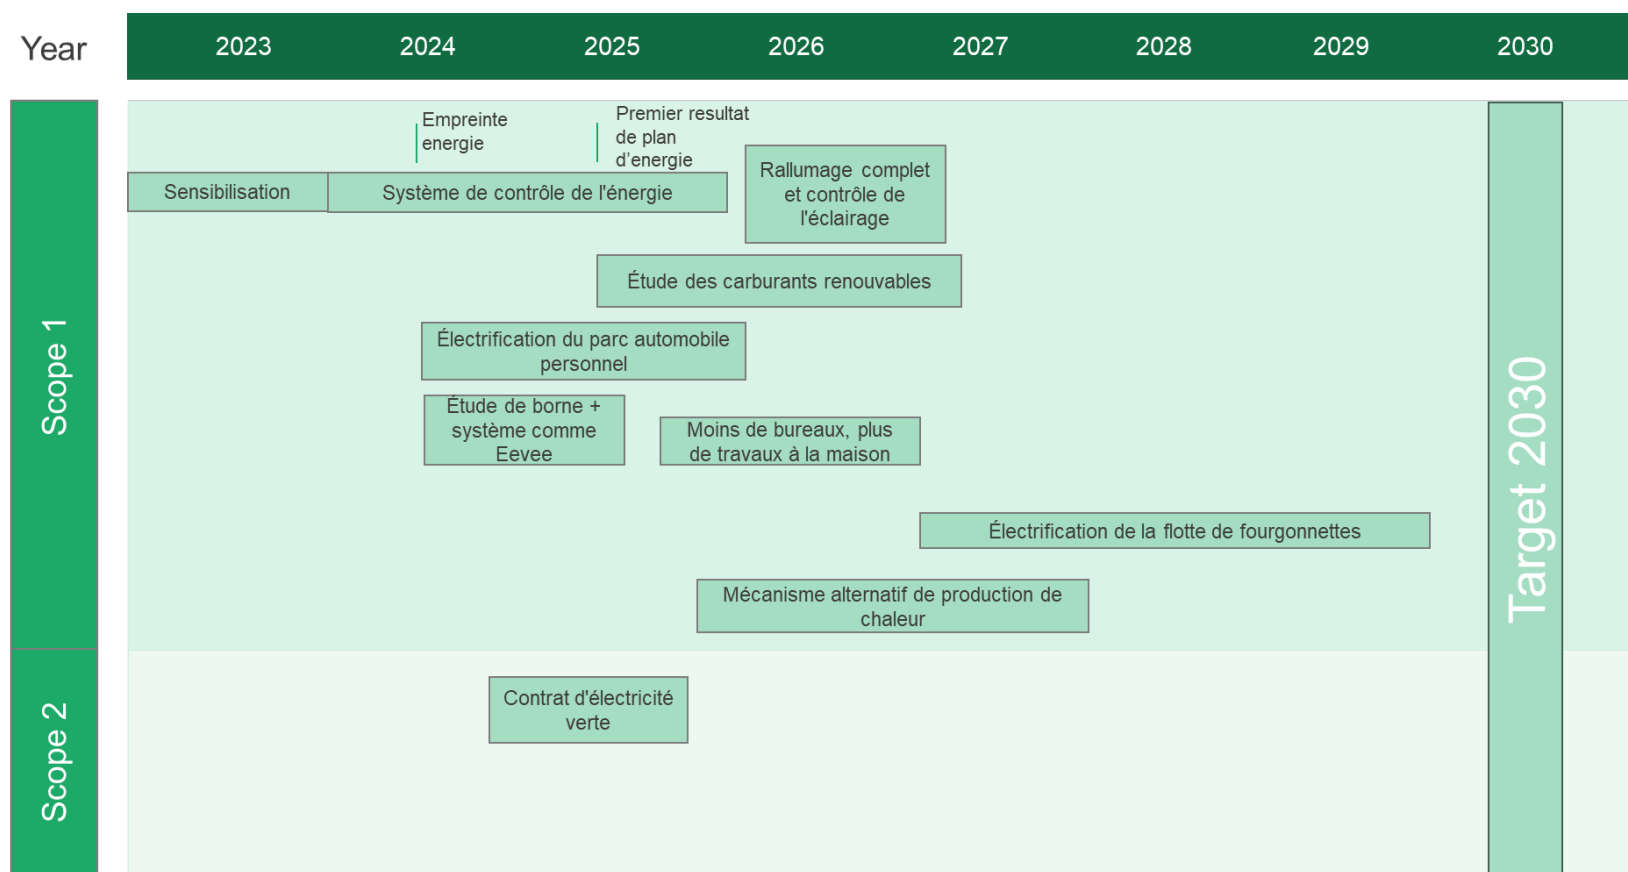 Year
2023
2024
2025
2026
2027
2028
2029
2030
Scope 1
Empreinte
energie
Premier resultat
de plan
d’energie
Sensibilisation
Système de contrôle de l'énergie
Rallumage complet
et contrôle de
l'éclairage
Étude des carburants renouvables
Électrification du parc automobile
personnel
Étude de borne +
système comme
Eevee
Moins de bureaux, plus
de travaux à la maison
Électrification de la flotte de fourgonnettes
Mécanisme alternatif de production de
chaleur
Target 2030
Scope 2
Contrat d'électricité
verte